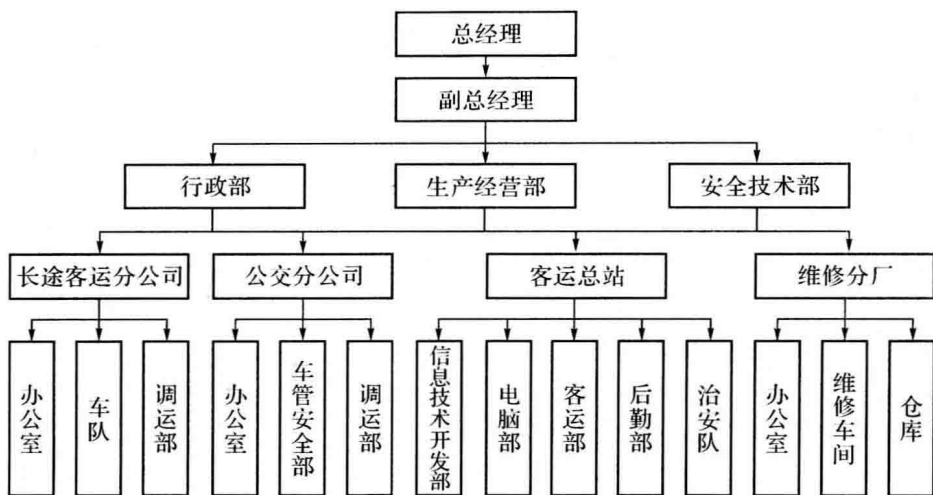 总经理
副总经理
行政部
生产经营部
安全技术部
长途客运分公司
公交分公司
客运总站
维修分厂
办公室
车队
调运部
办公室
车管安全部
调运部
信息技术开发部
电脑部
客运部
后勤部
治安队
办公室
维修车间
仓库